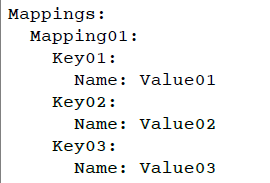 Mappings:
  Mapping01:
    Key01:
      Name: Value01
    Key02:
      Name: Value02
    Key03:
      Name: Value03